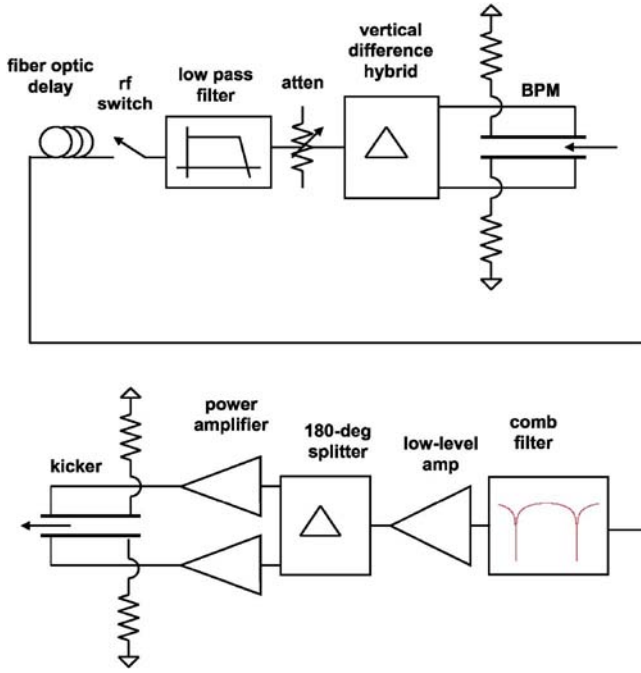 fiber optic
delay
rf
switch
low pass
filter
atten
vertical
difference
hybrid
BPM
kicker
power
amplifier
180-deg
splitter
low-level
amp
comb
filter